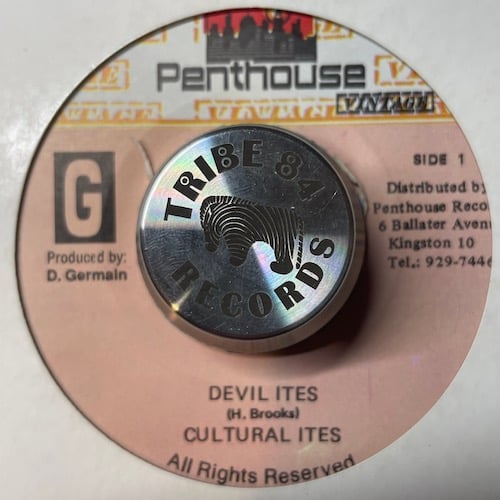 Penthouse
VINTAGE
SIDE 1
G
Produced by:
D. Germain
Distributed by
Penthouse Reco
6 Ballater Aven
Kingston 10
Tel.: 929-7446
TRIBE 84
RECORDS
DEVIL ITES
(H. Brooks)
CULTURAL ITES
All Rights Reserved